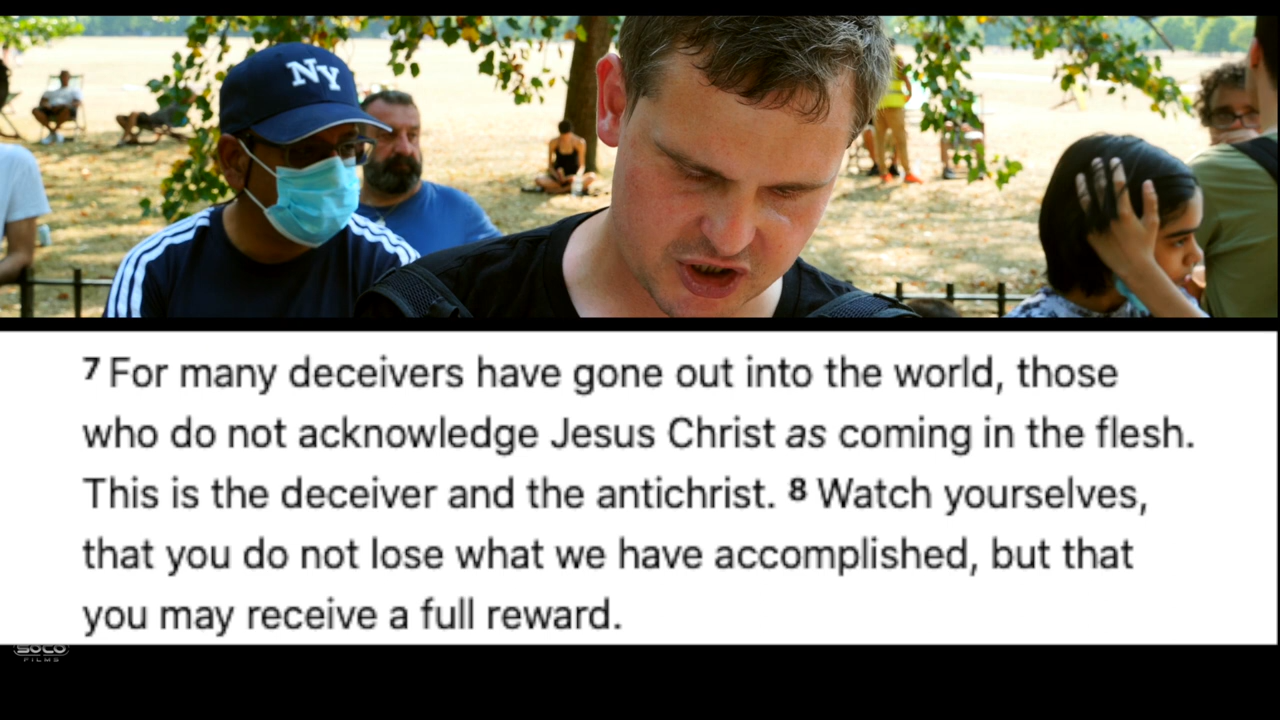 NY
7 For many deceivers have gone out into the world, those
who do not acknowledge Jesus Christ as coming in the flesh.
This is the deceiver and the antichrist. 8 Watch yourselves,
that you do not lose what we have accomplished, but that
you may receive a full reward.
SOCO
FILMS